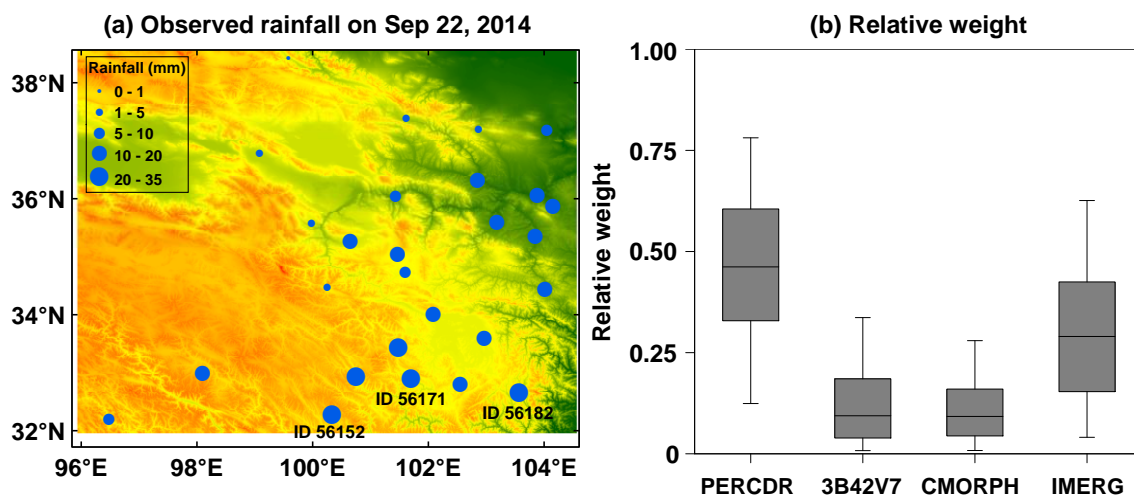 (a) Observed rainfall on Sep 22, 2014
Rainfall (mm)
0 - 1
1 - 5
5 - 10
10 - 20
20 - 35
38°N
36°N
34°N
32°N
ID 56171
ID 56182
ID 56152
96°E 98°E 100°E 102°E 104°E
(b) Relative weight
Relative weight
1.00
0.75
0.50
0.25
0
PERCDR 3B42V7 CMORPH IMERG